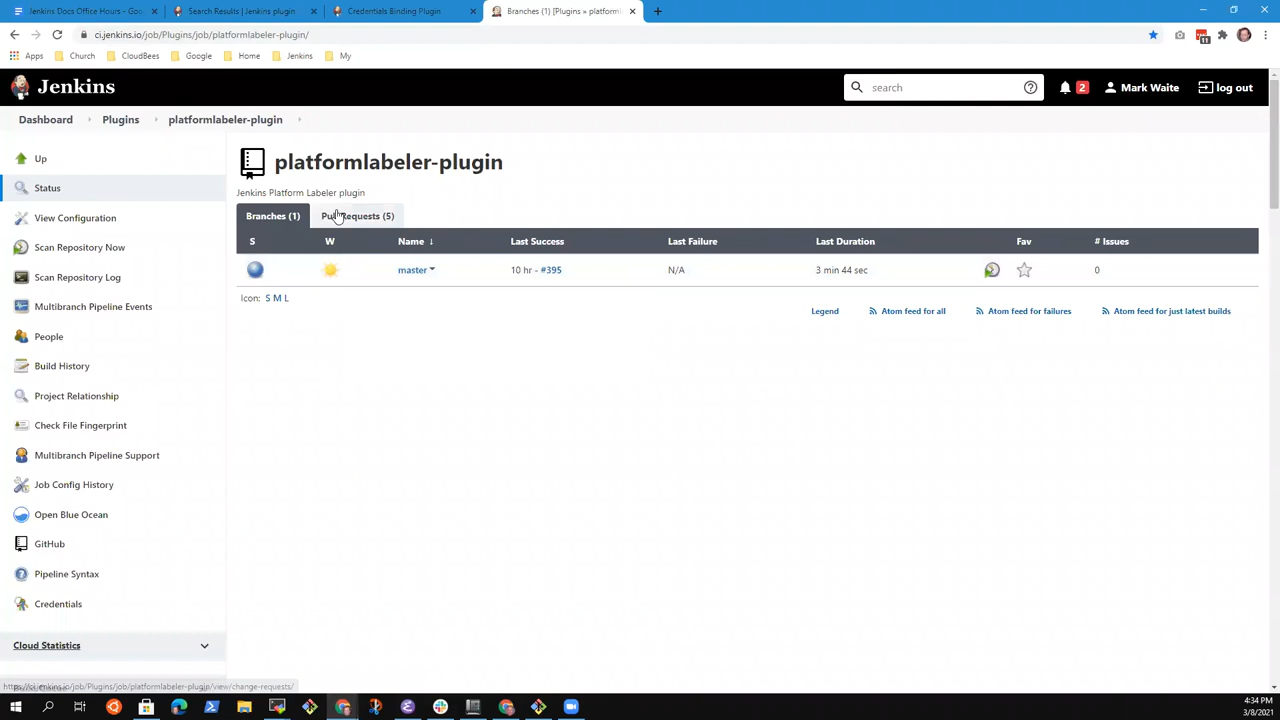 Jenkins Docs Office Hours - Goo
Search Results | Jenkins plugin
Credentials Binding Plugin
Branches (1) [Plugins » platform
ci.jenkins.io/job/Plugins/job/platformlabeler-plugin/
11
Apps Church CloudBees Google Home Jenkins My
Jenkins
search
2
Mark Waite
log out
Dashboard Plugins platformlabeler-plugin
Up
Status
View Configuration
Scan Repository Now
Scan Repository Log
Multibranch Pipeline Events
People
Build History
Project Relationship
Check File Fingerprint
Multibranch Pipeline Support
Job Config History
Open Blue Ocean
GitHub
Pipeline Syntax
Credentials
Cloud Statistics
platformlabeler-plugin
Jenkins Platform Labeler plugin
Branches (1) Pull Requests (5)
S W Name ↓ Last Success Last Failure Last Duration Fav # Issues
master 10 hr - #395 N/A 3 min 44 sec 0
Icon: S M L
Legend Atom feed for all Atom feed for failures Atom feed for just latest builds
https://ci.jenkins.io/job/Plugins/job/platformlabeler-plugin/view/change-requests/
4:34 PM
3/8/2021